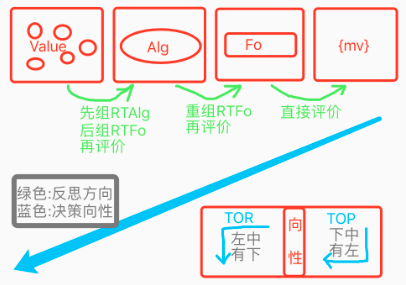 Value
Alg
Fo
{mv}
先组RTAlg
后组RTFo
再评价
重组RTFo
再评价
直接评价
绿色:反思方向
蓝色:决策向性
TOR
左中
有下
向
性
TOP
下中
有左